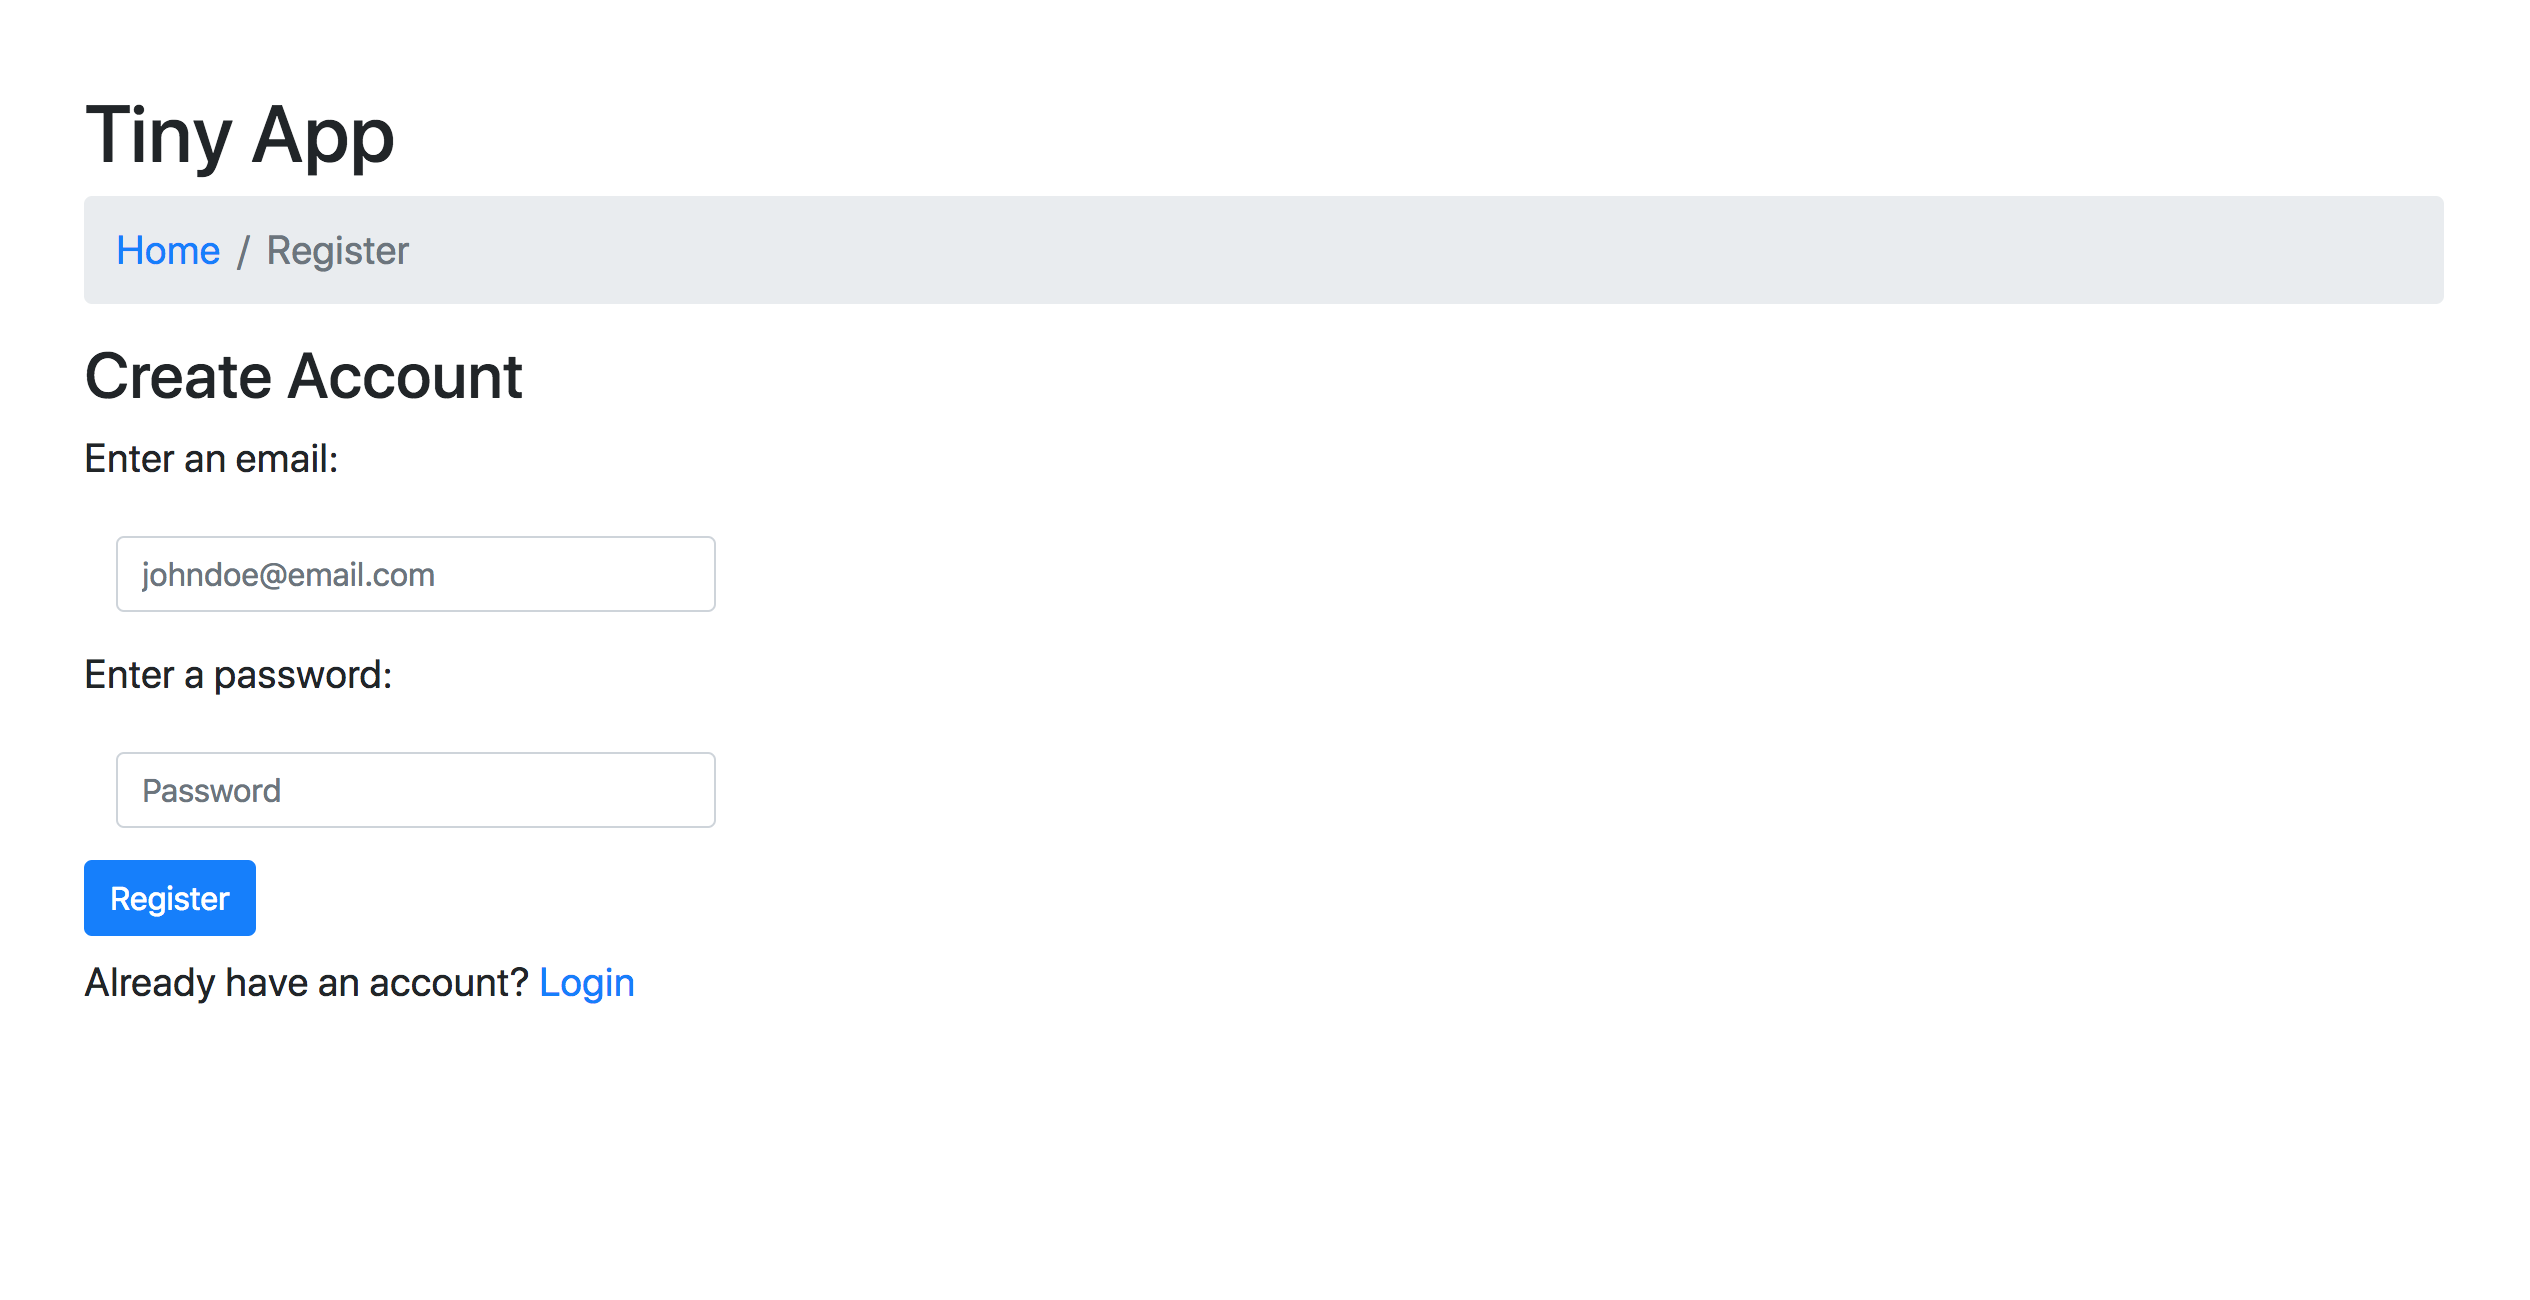 Tiny App
Home / Register
Create Account
Enter an email:
johndoe@email.com
Enter a password:
Password
Register
Already have an account? Login